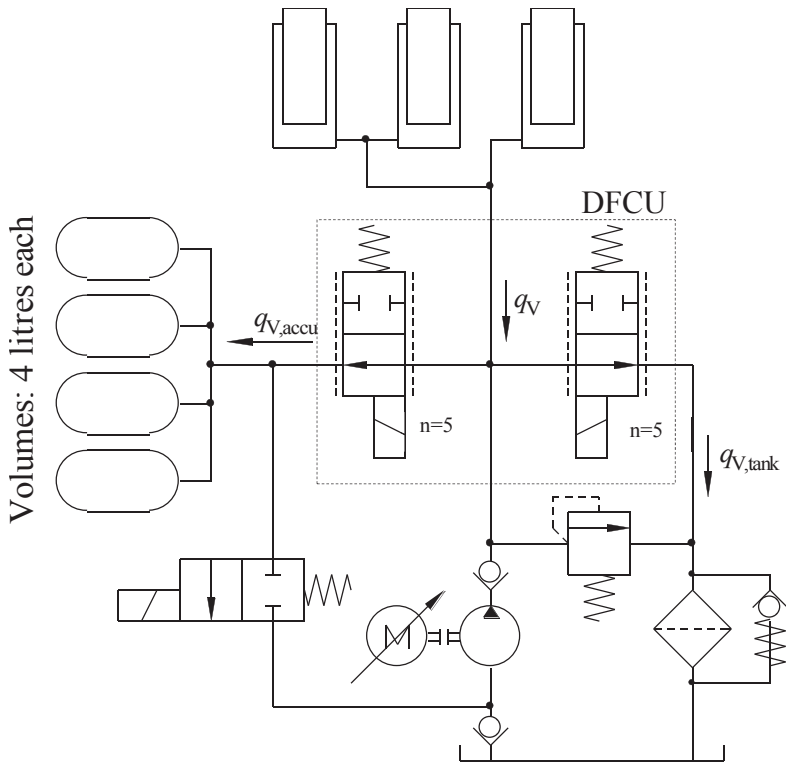 DFCU
Volumes: 4 litres each
qV,accu
qV
n=5
n=5
qV,tank
M